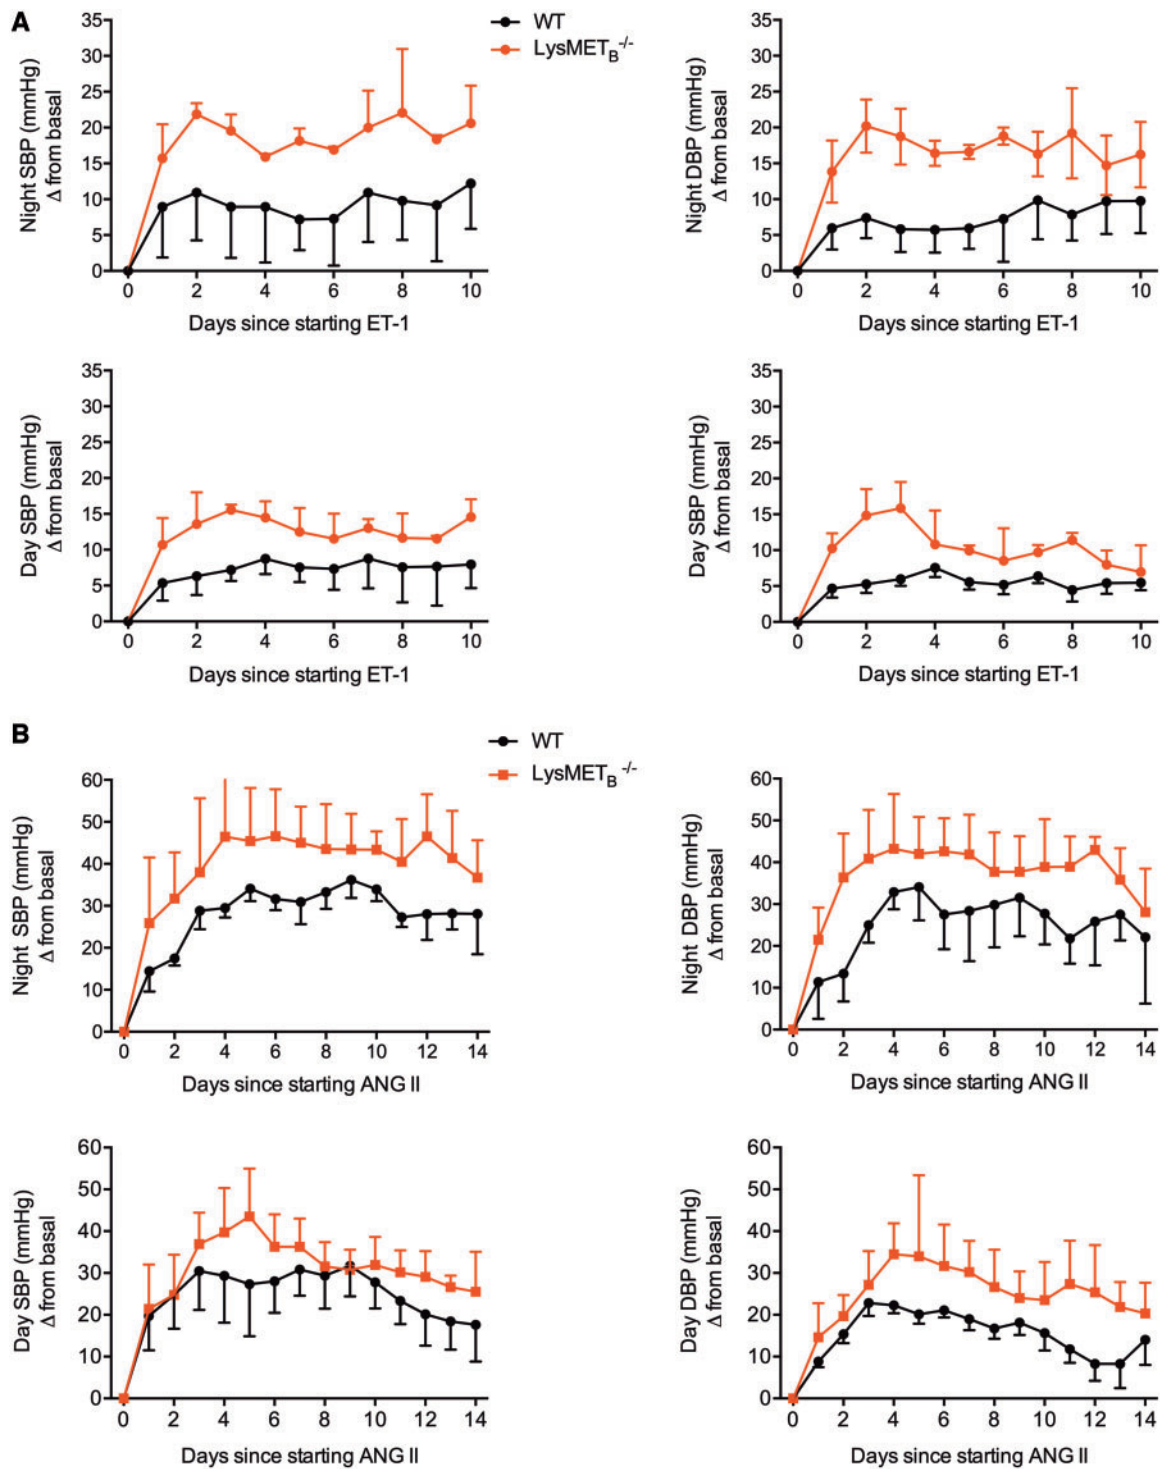 A
WT
LysMETB-/-
35
30
25
20
15
10
5
0
Night SBP (mmHg)
Δ from basal
0 2 4 6 8 10
Days since starting ET-1
35
30
25
20
15
10
5
0
Night DBP (mmHg)
Δ from basal
0 2 4 6 8 10
Days since starting ET-1
35
30
25
20
15
10
5
0
Day SBP (mmHg)
Δ from basal
0 2 4 6 8 10
Days since starting ET-1
35
30
25
20
15
10
5
0
Day SBP (mmHg)
Δ from basal
0 2 4 6 8 10
Days since starting ET-1
B
WT
LysMETB -/-
60
50
40
30
20
10
0
Night SBP (mmHg)
Δ from basal
0 2 4 6 8 10 12 14
Days since starting ANG II
60
50
40
30
20
10
0
Night DBP (mmHg)
Δ from basal
0 2 4 6 8 10 12 14
Days since starting ANG II
60
50
40
30
20
10
0
Day SBP (mmHg)
Δ from basal
0 2 4 6 8 10 12 14
Days since starting ANG II
60
50
40
30
20
10
0
Day DBP (mmHg)
Δ from basal
0 2 4 6 8 10 12 14
Days since starting ANG II